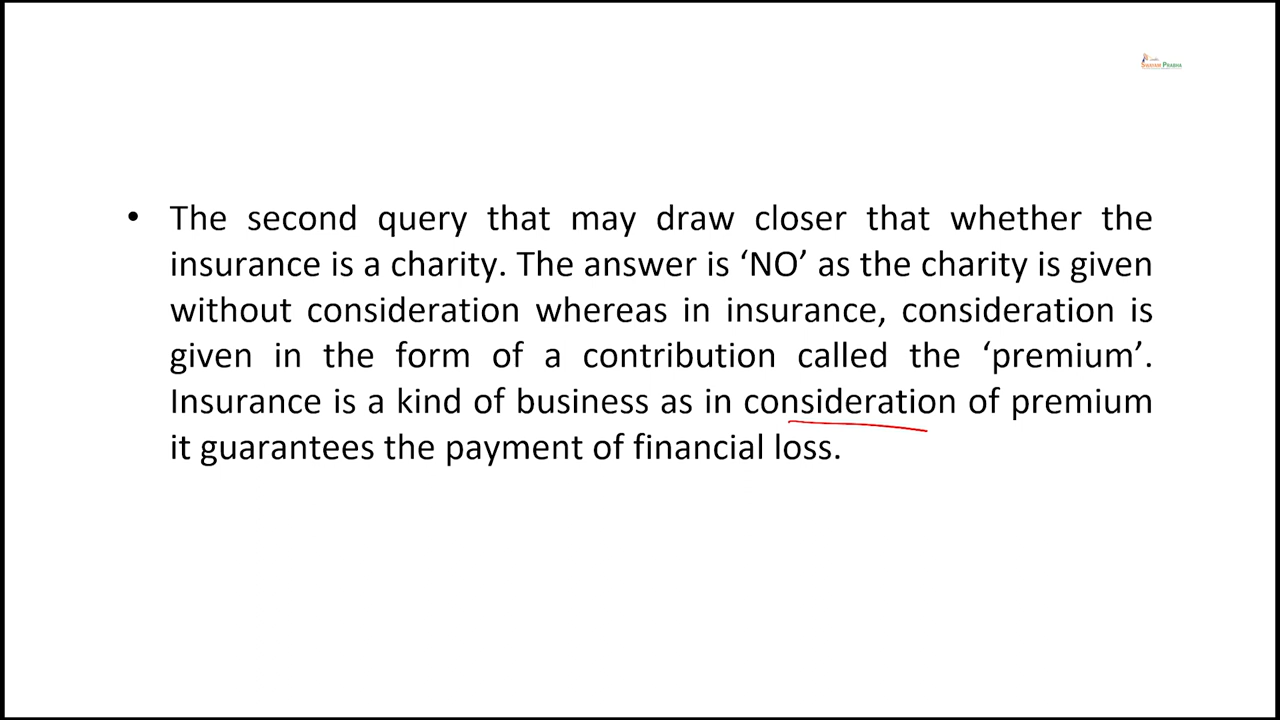 SWAYAM PRABHA
• The second query that may draw closer that whether the
insurance is a charity. The answer is ‘NO’ as the charity is given
without consideration whereas in insurance, consideration is
given in the form of a contribution called the ‘premium’.
Insurance is a kind of business as in consideration of premium
it guarantees the payment of financial loss.